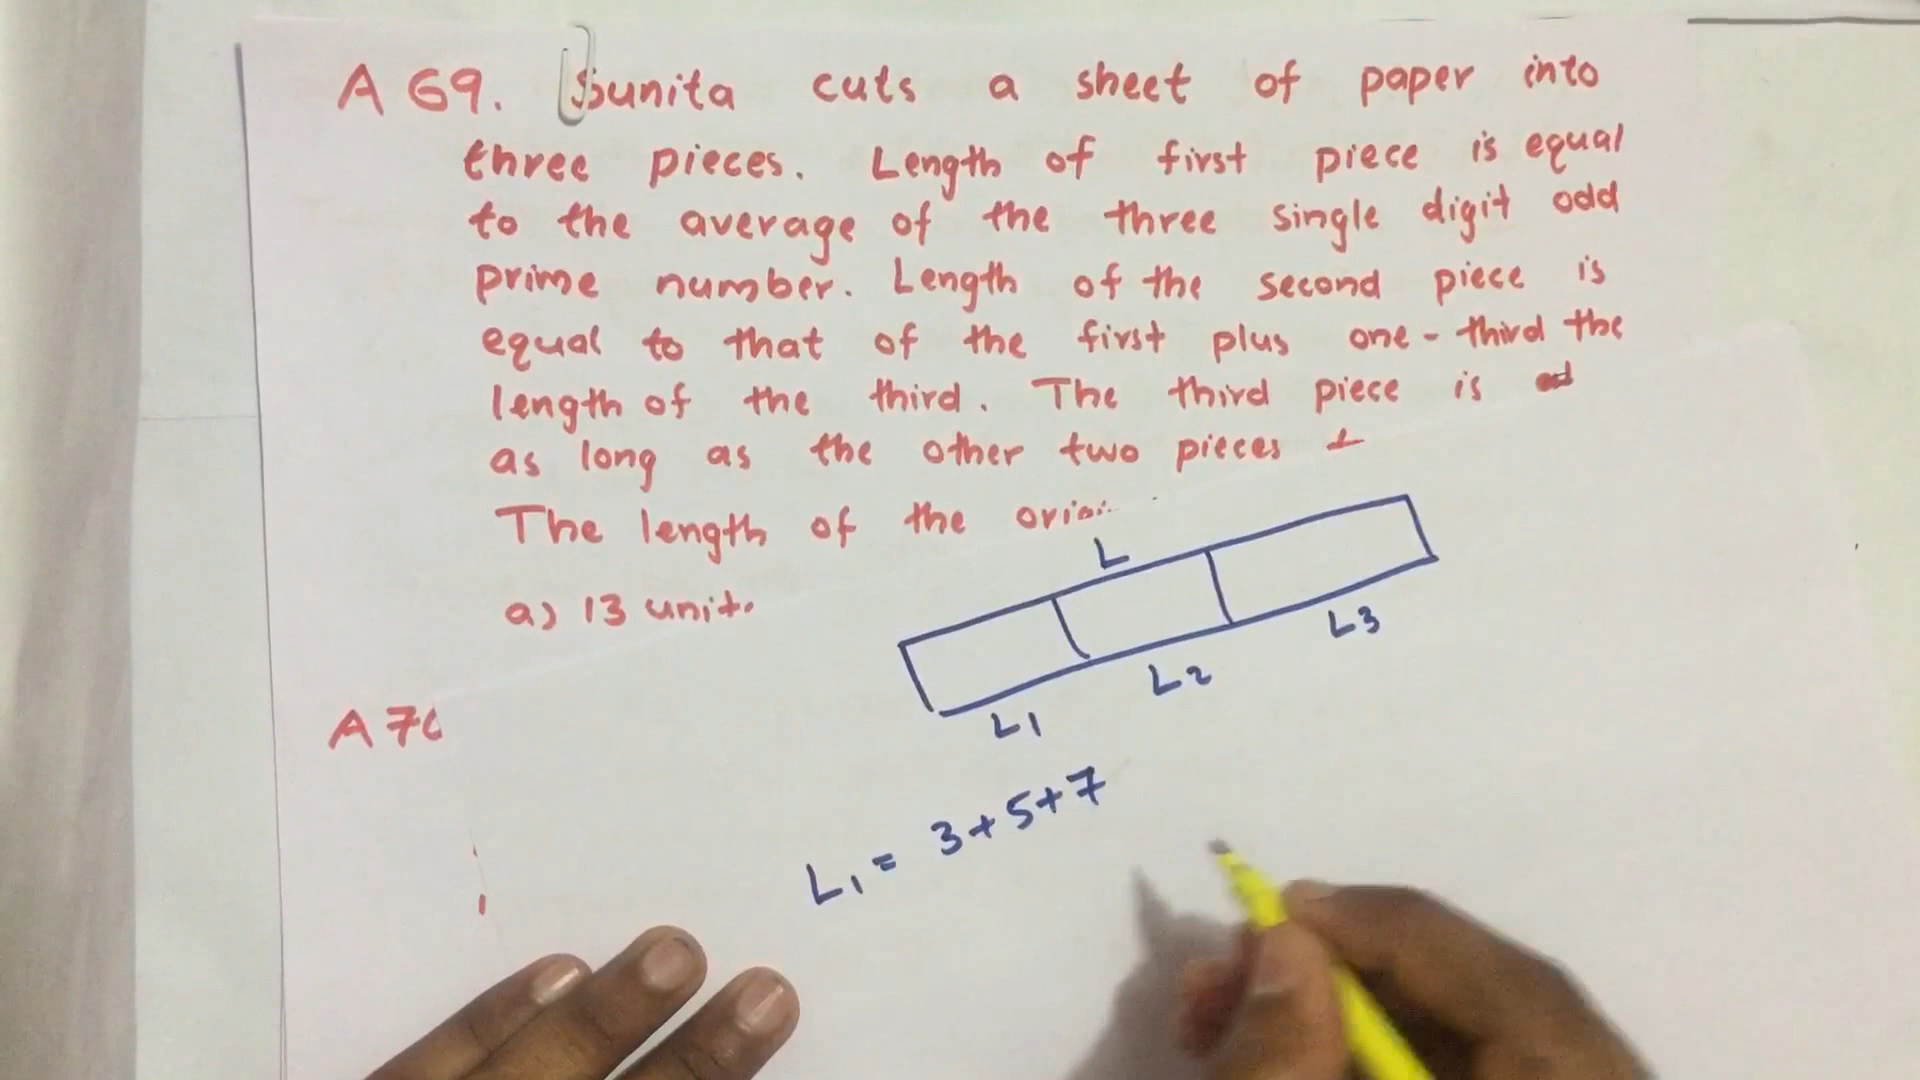 A 69. Sunita cuts a sheet of paper into
three pieces. Length of first piece is equal
to the average of the three single digit odd
prime number. Length of the second piece is
equal to that of the first plus one-third the
length of the third. The third piece is
as long as the other two pieces
The length of the
a) 13 unit
L
L3
L2
L1
A 70
L1 = 3+5+7